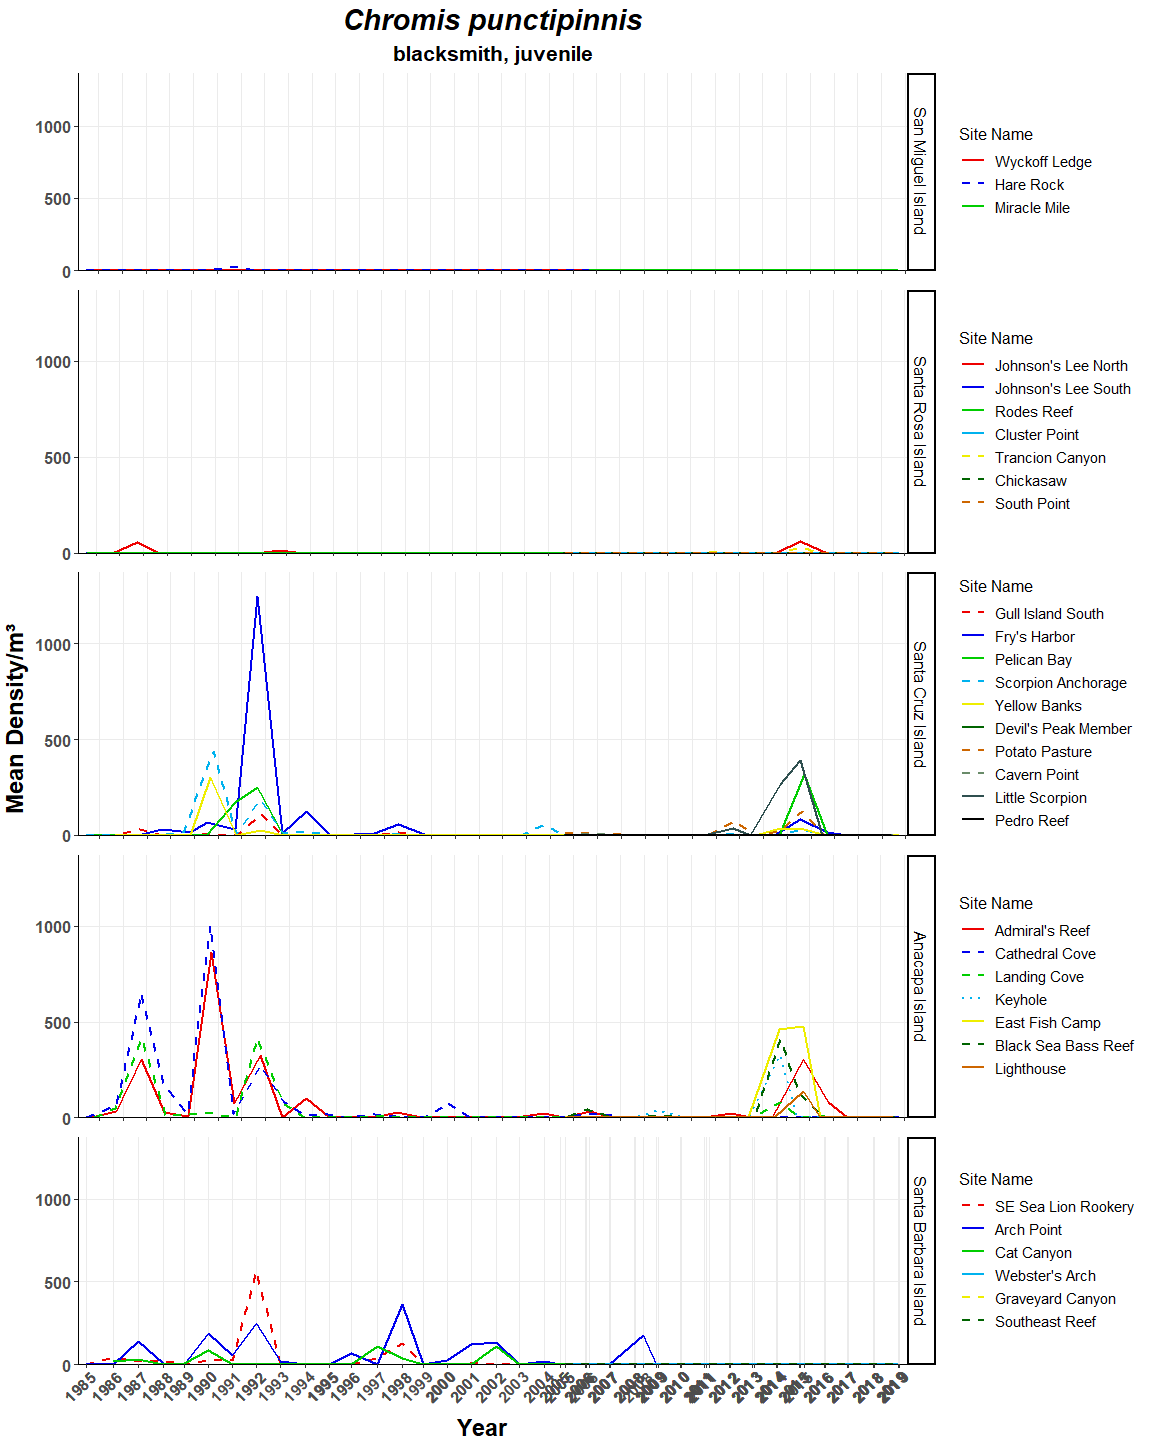 Chromis punctipinnis
blacksmith, juvenile
Mean Density/m³
1000
500
0
San Miguel Island
Site Name
Wyckoff Ledge
Hare Rock
Miracle Mile
1000
500
0
Santa Rosa Island
Site Name
Johnson's Lee North
Johnson's Lee South
Rodes Reef
Cluster Point
Trancion Canyon
Chickasaw
South Point
1000
500
0
Santa Cruz Island
Site Name
Gull Island South
Fry's Harbor
Pelican Bay
Scorpion Anchorage
Yellow Banks
Devil's Peak Member
Potato Pasture
Cavern Point
Little Scorpion
Pedro Reef
1000
500
0
Anacapa Island
Site Name
Admiral's Reef
Cathedral Cove
Landing Cove
Keyhole
East Fish Camp
Black Sea Bass Reef
Lighthouse
1000
500
0
Santa Barbara Island
Site Name
SE Sea Lion Rookery
Arch Point
Cat Canyon
Webster's Arch
Graveyard Canyon
Southeast Reef
1985 1986 1987 1988 1989 1990 1991 1992 1993 1994 1995 1996 1997 1998 1999 2000 2001 2002 2003 2004 2005 2006 2007 2008 2009 2010 2011 2012 2013 2014 2015 2016 2017 2018 2019
Year